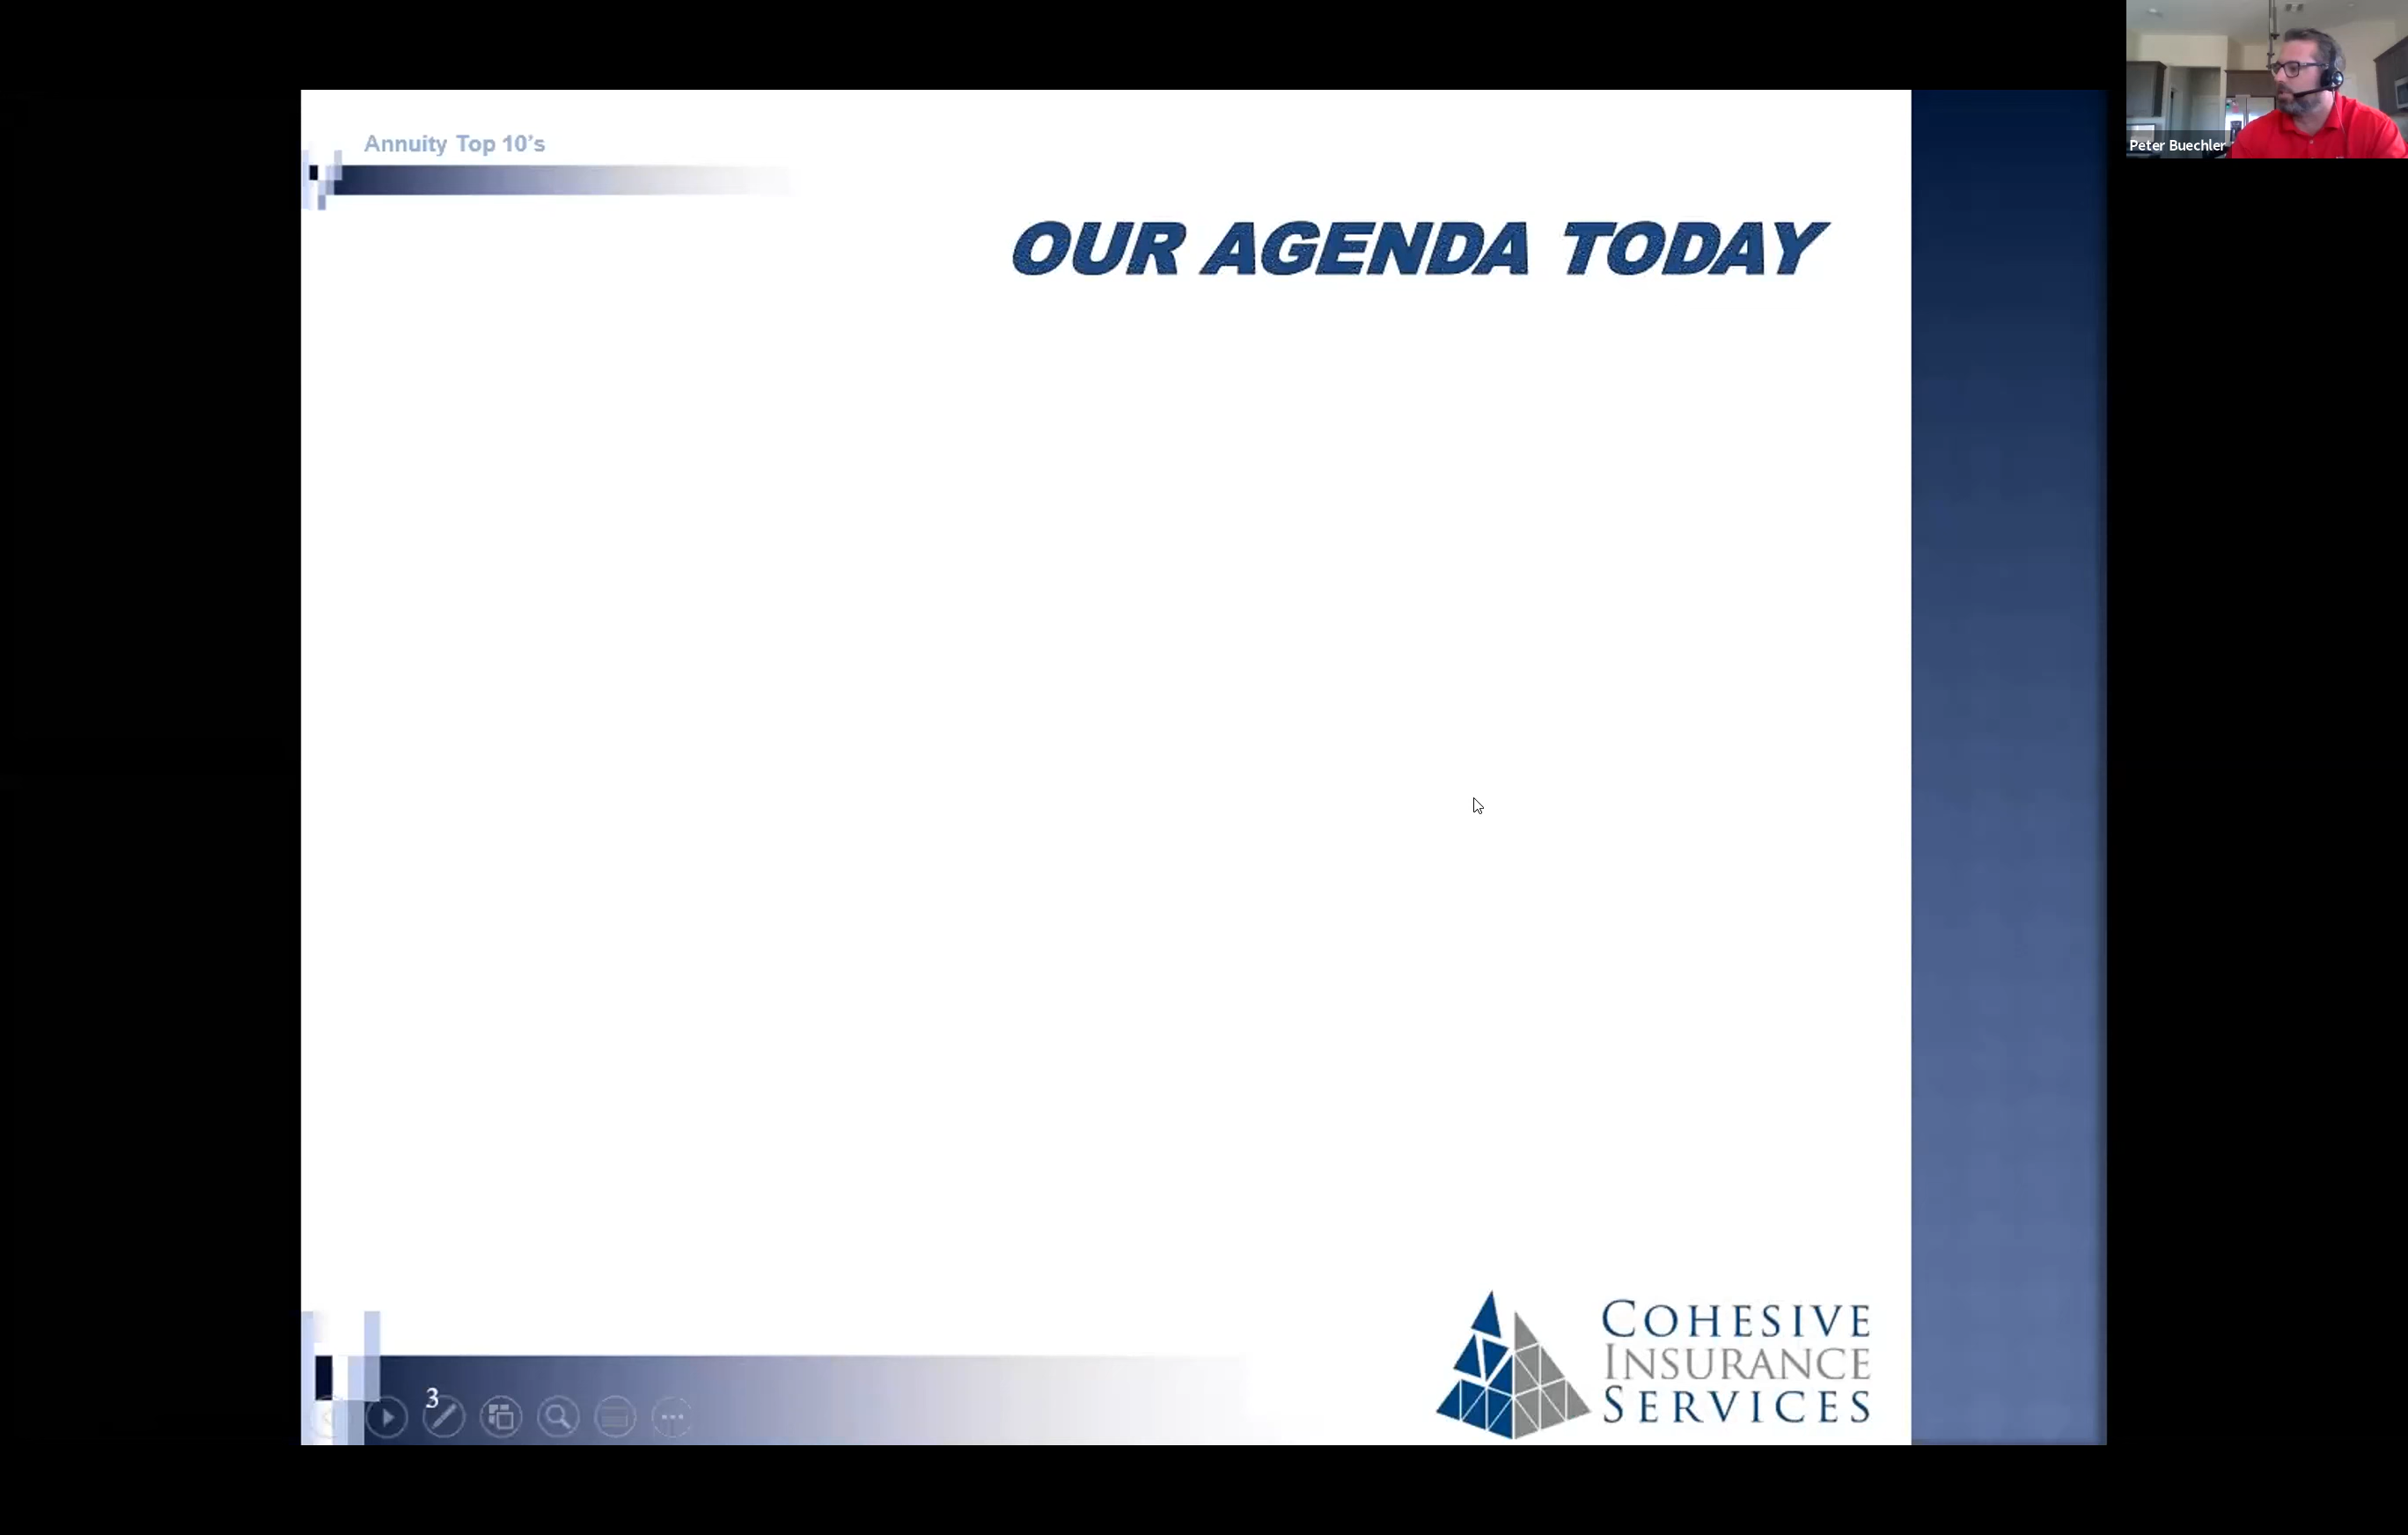 Annuity Top 10's
OUR AGENDA TODAY
Peter Buechler
3
COHESIVE
INSURANCE
SERVICES